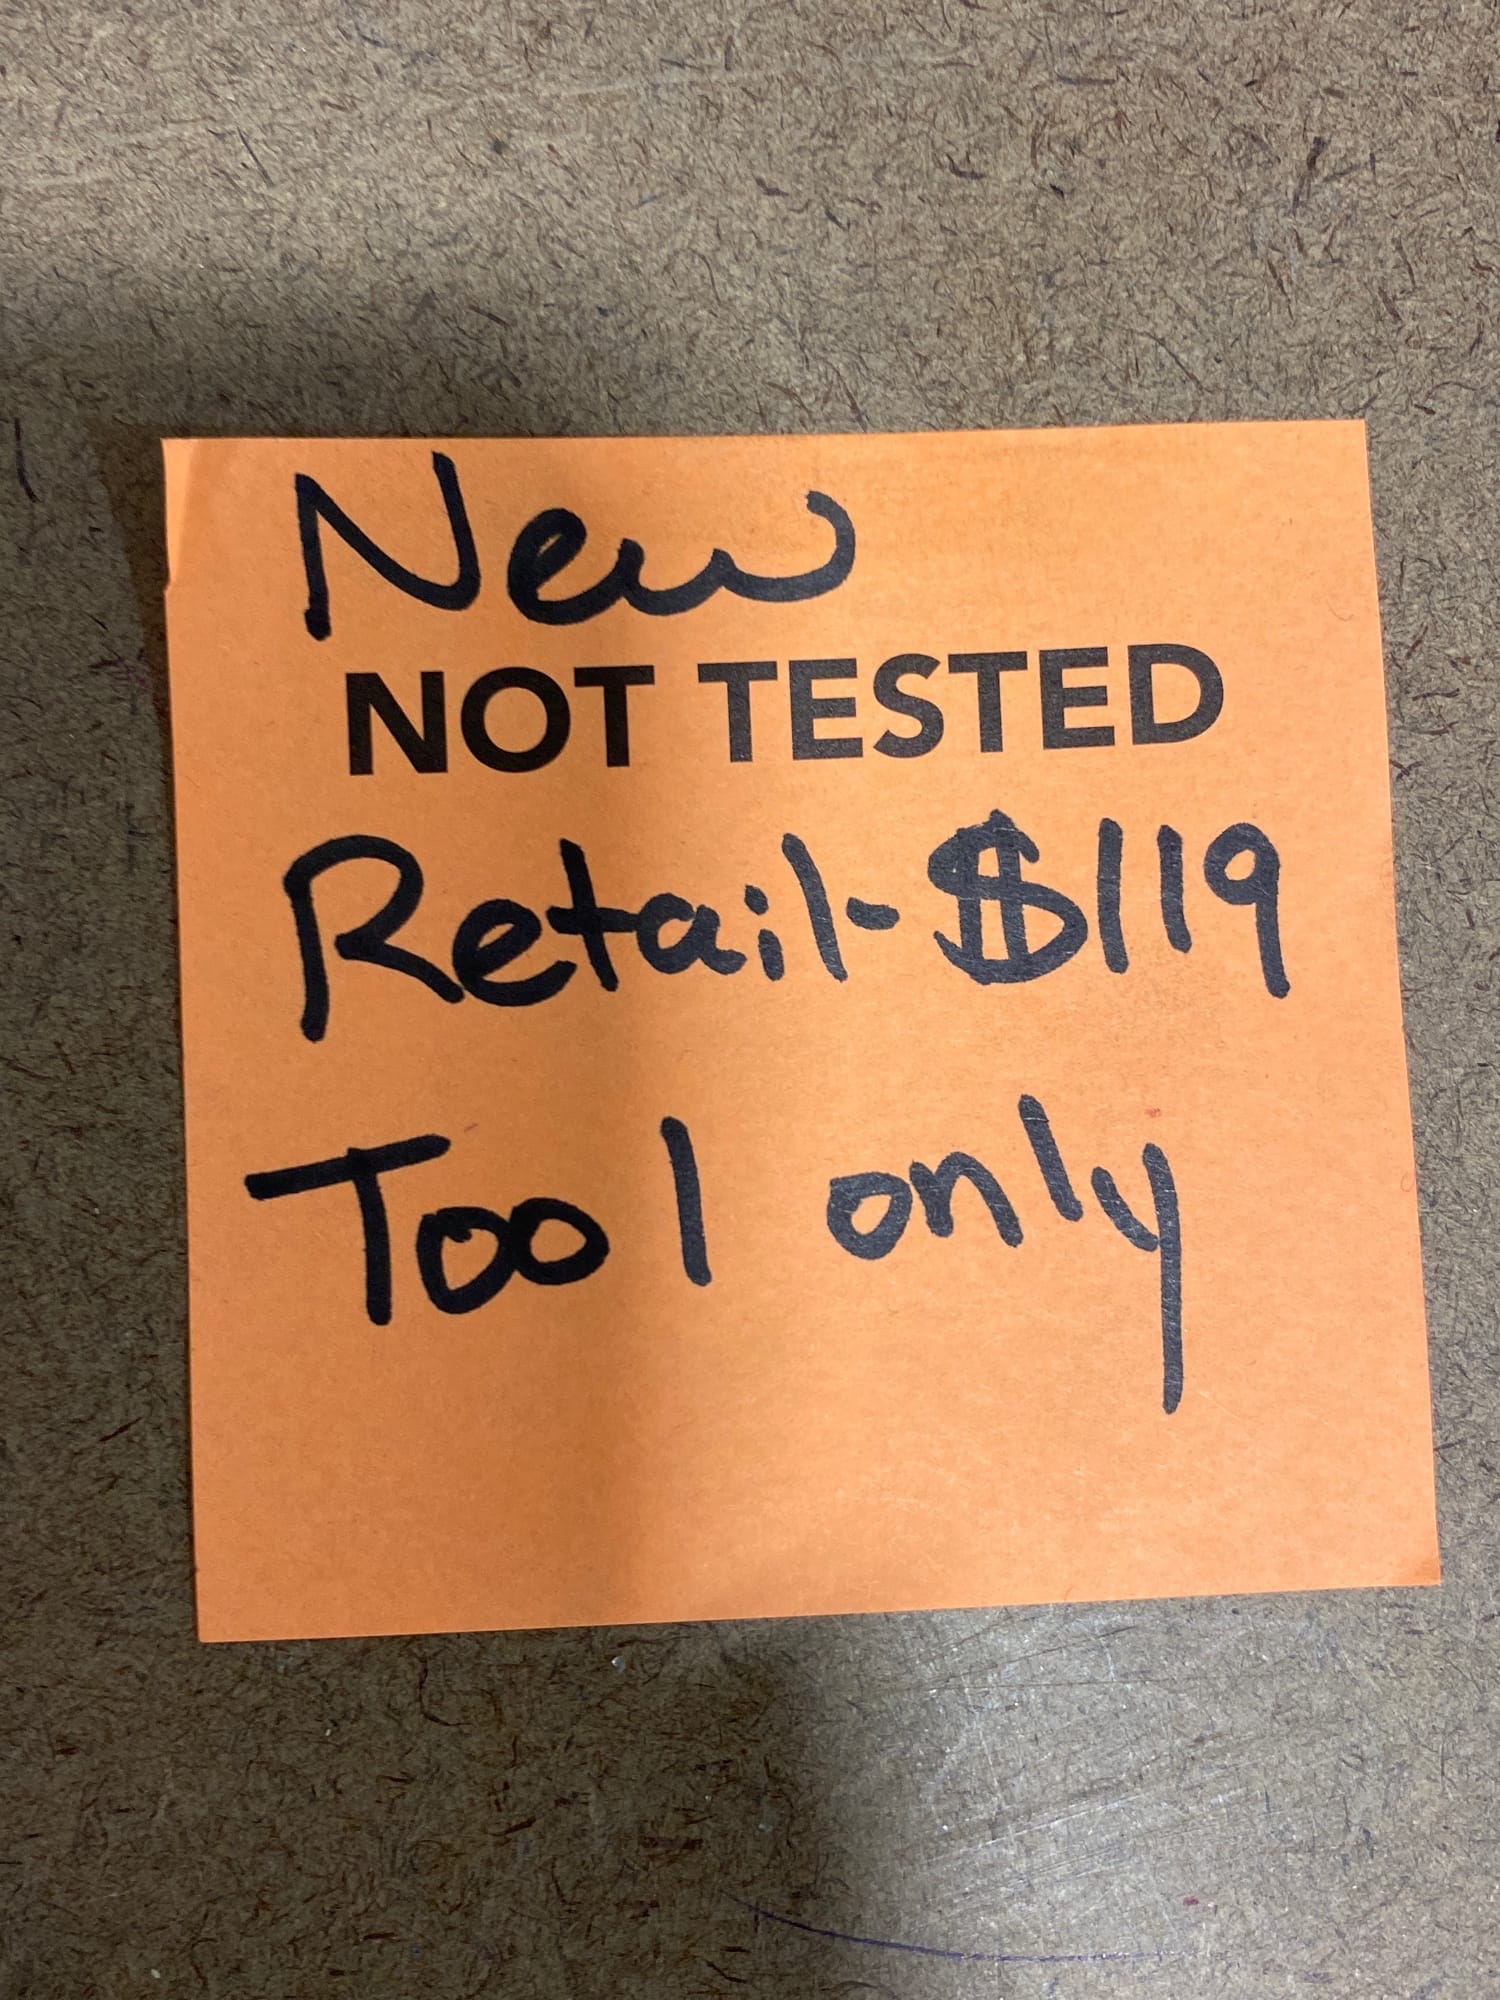 New
NOT TESTED
Retail-$119
Tool only